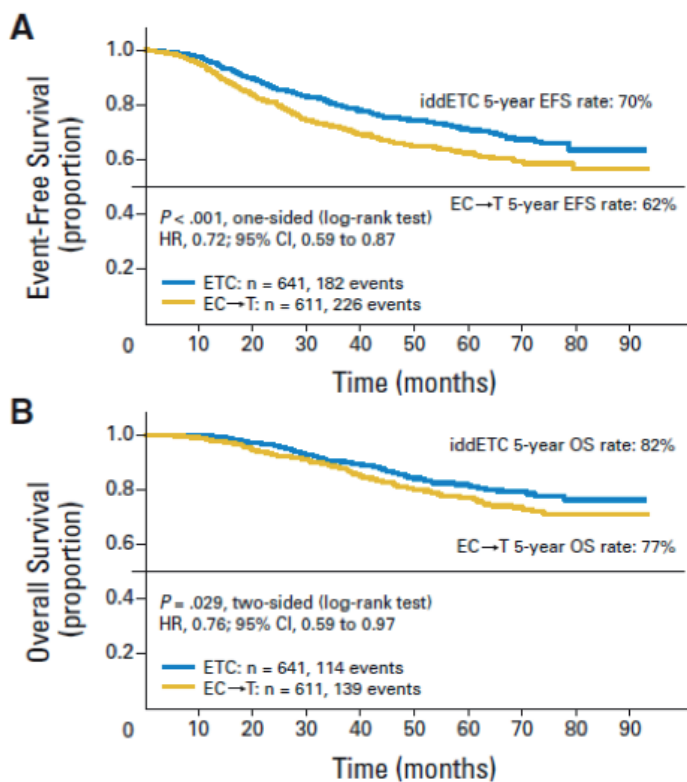 A
Event-Free Survival
(proportion)
1.0
0.8
0.6
0.4
0.2
0
iddETC 5-year EFS rate: 70%
EC→T 5-year EFS rate: 62%
P < .001, one-sided (log-rank test)
HR, 0.72; 95% CI, 0.59 to 0.87
ETC: n = 641, 182 events
EC→T: n = 611, 226 events
10 20 30 40 50 60 70 80 90
Time (months)
B
Overall Survival
(proportion)
1.0
0.8
0.6
0.4
0.2
0
iddETC 5-year OS rate: 82%
EC→T 5-year OS rate: 77%
P = .029, two-sided (log-rank test)
HR, 0.76; 95% CI, 0.59 to 0.97
ETC: n = 641, 114 events
EC→T: n = 611, 139 events
10 20 30 40 50 60 70 80 90
Time (months)